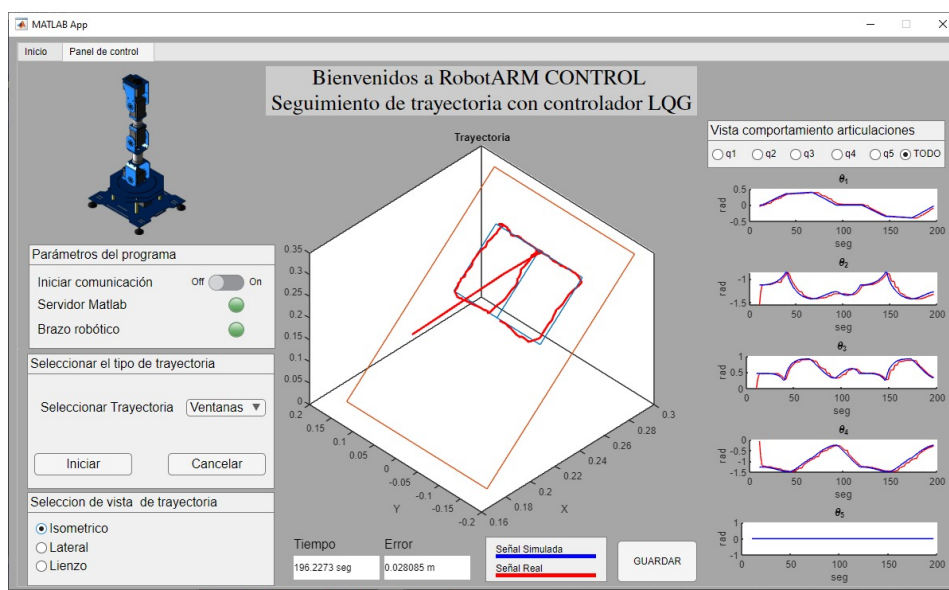 MATLAB App
Inicio Panel de control
Bienvenidos a RobotARM CONTROL
Seguimiento de trayectoria con controlador LQG
Parámetros del programa
Iniciar comunicación Off On
Servidor Matlab
Brazo robótico
Seleccionar el tipo de trayectoria
Seleccionar Trayectoria Ventanas
Iniciar Cancelar
Seleccion de vista de trayectoria
Isometrico
Lateral
Lienzo
Trayectoria
0.35
0.3
0.25
0.2
0.15
0.1
0.05
0
0.2
0.15
0.1
0.05
0
-0.05
-0.1
-0.15
-0.2
Y
0.16
0.18
0.2
0.22
0.24
0.26
0.28
0.3
X
Tiempo Error
196.2273 seg 0.028085 m
Señal Simulada
Señal Real
GUARDAR
Vista comportamiento articulaciones
q1 q2 q3 q4 q5 TODO
θ1
rad
0.5
0
-0.5
0 50 100 150 200
seg
θ2
rad
-1
-1.5
0 50 100 150 200
seg
θ3
rad
1
0.5
0
0 50 100 150 200
seg
θ4
rad
0
-0.5
-1
-1.5
0 50 100 150 200
seg
θ5
rad
1
0
-1
0 50 100 150 200
seg